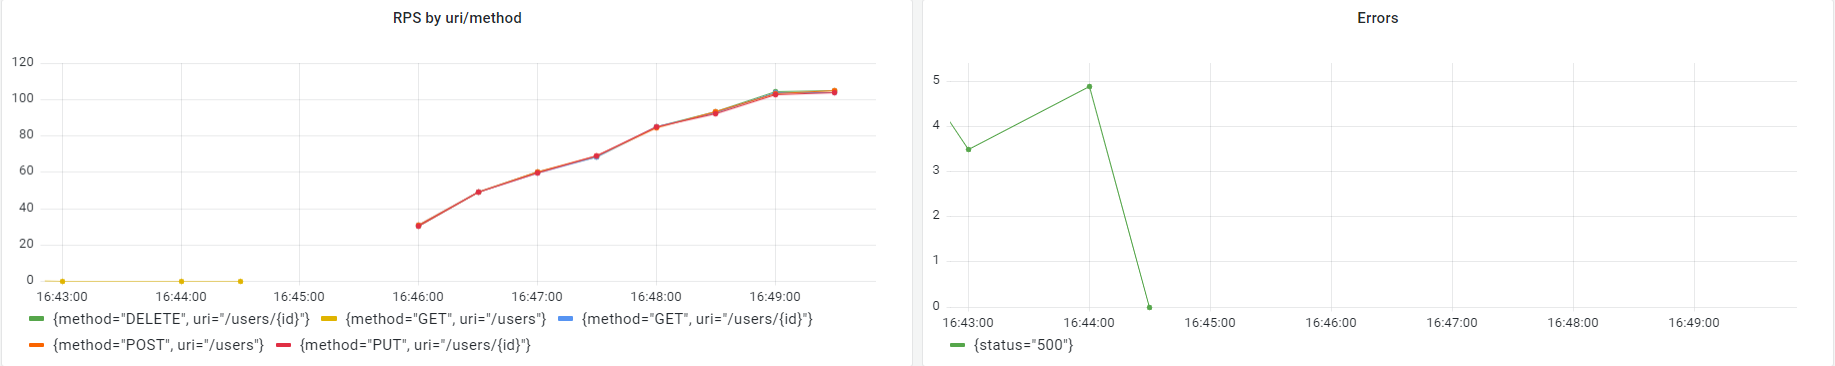 RPS by uri/method
120
100
80
60
40
20
0
16:43:00 16:44:00 16:45:00 16:46:00 16:47:00 16:48:00 16:49:00
{method="DELETE", uri="/users/{id}"} {method="GET", uri="/users"} {method="GET", uri="/users/{id}"}
{method="POST", uri="/users"} {method="PUT", uri="/users/{id}"}
Errors
5
4
3
2
1
0
16:43:00 16:44:00 16:45:00 16:46:00 16:47:00 16:48:00 16:49:00
{status="500"}